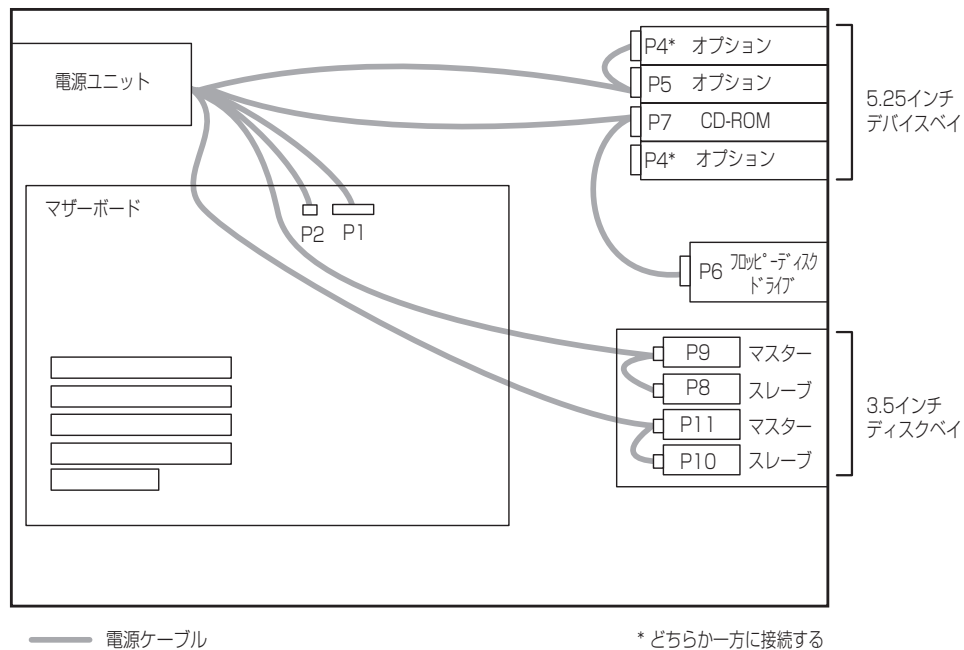 電源ユニット
P4* オプション
P5 オプション
P7 CD-ROM
P4* オプション
5.25インチ
デバイスベイ
マザーボード
P2 P1
P6 フロッピーディスク
ドライブ
P9 マスター
P8 スレーブ
P11 マスター
P10 スレーブ
3.5インチ
ディスクベイ
電源ケーブル
* どちらか一方に接続する